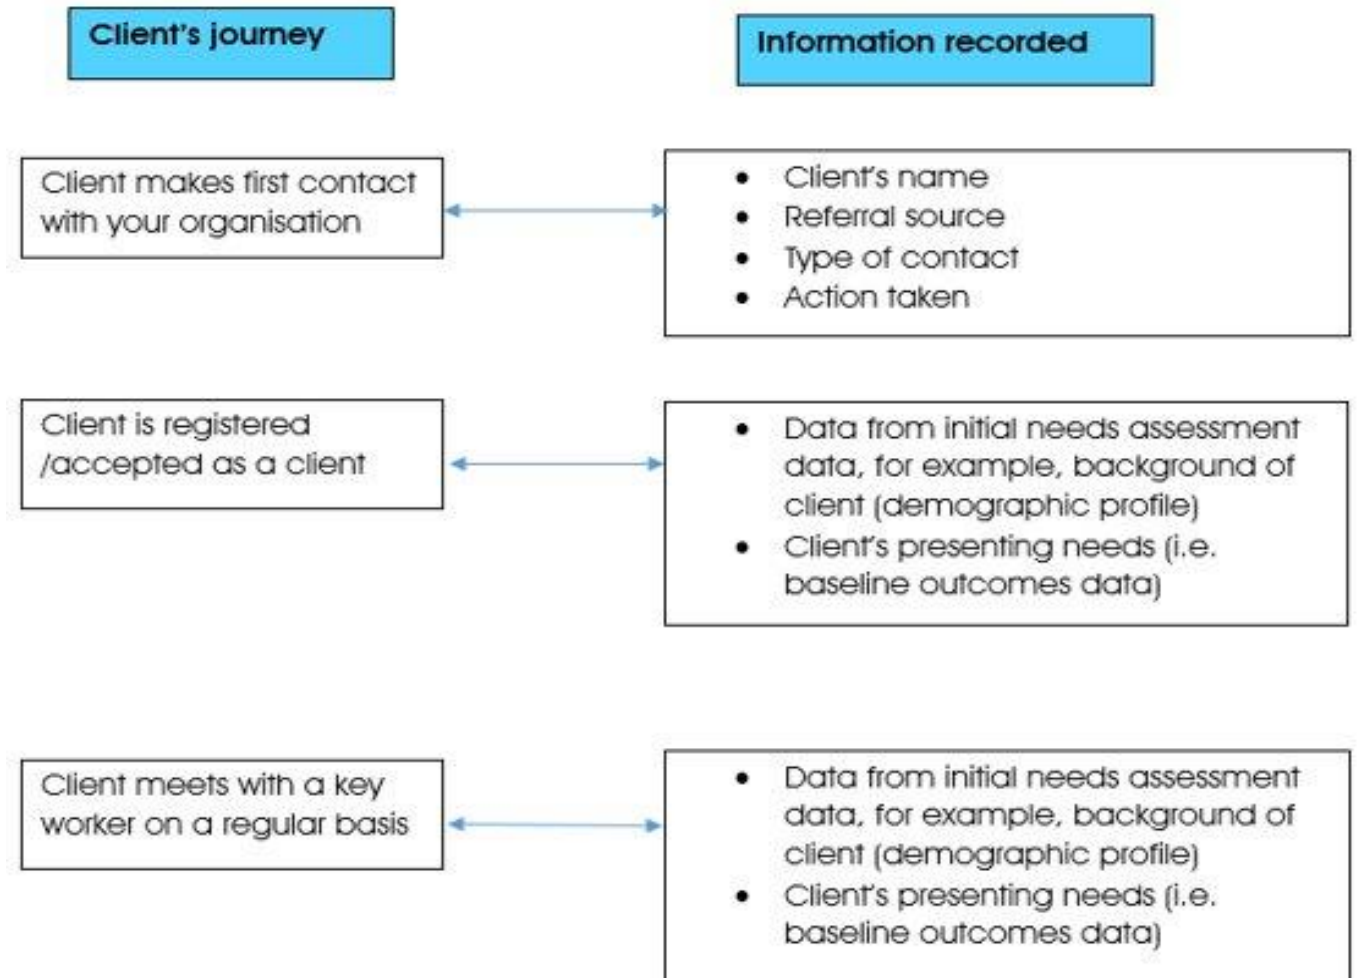 Client's journey
Information recorded
Client makes first contact
with your organisation
• Client's name
• Referral source
• Type of contact
• Action taken
Client is registered
/accepted as a client
• Data from initial needs assessment
data, for example, background of
client (demographic profile)
• Client's presenting needs (i.e.
baseline outcomes data)
Client meets with a key
worker on a regular basis
• Data from initial needs assessment
data, for example, background of
client (demographic profile)
• Client's presenting needs (i.e.
baseline outcomes data)